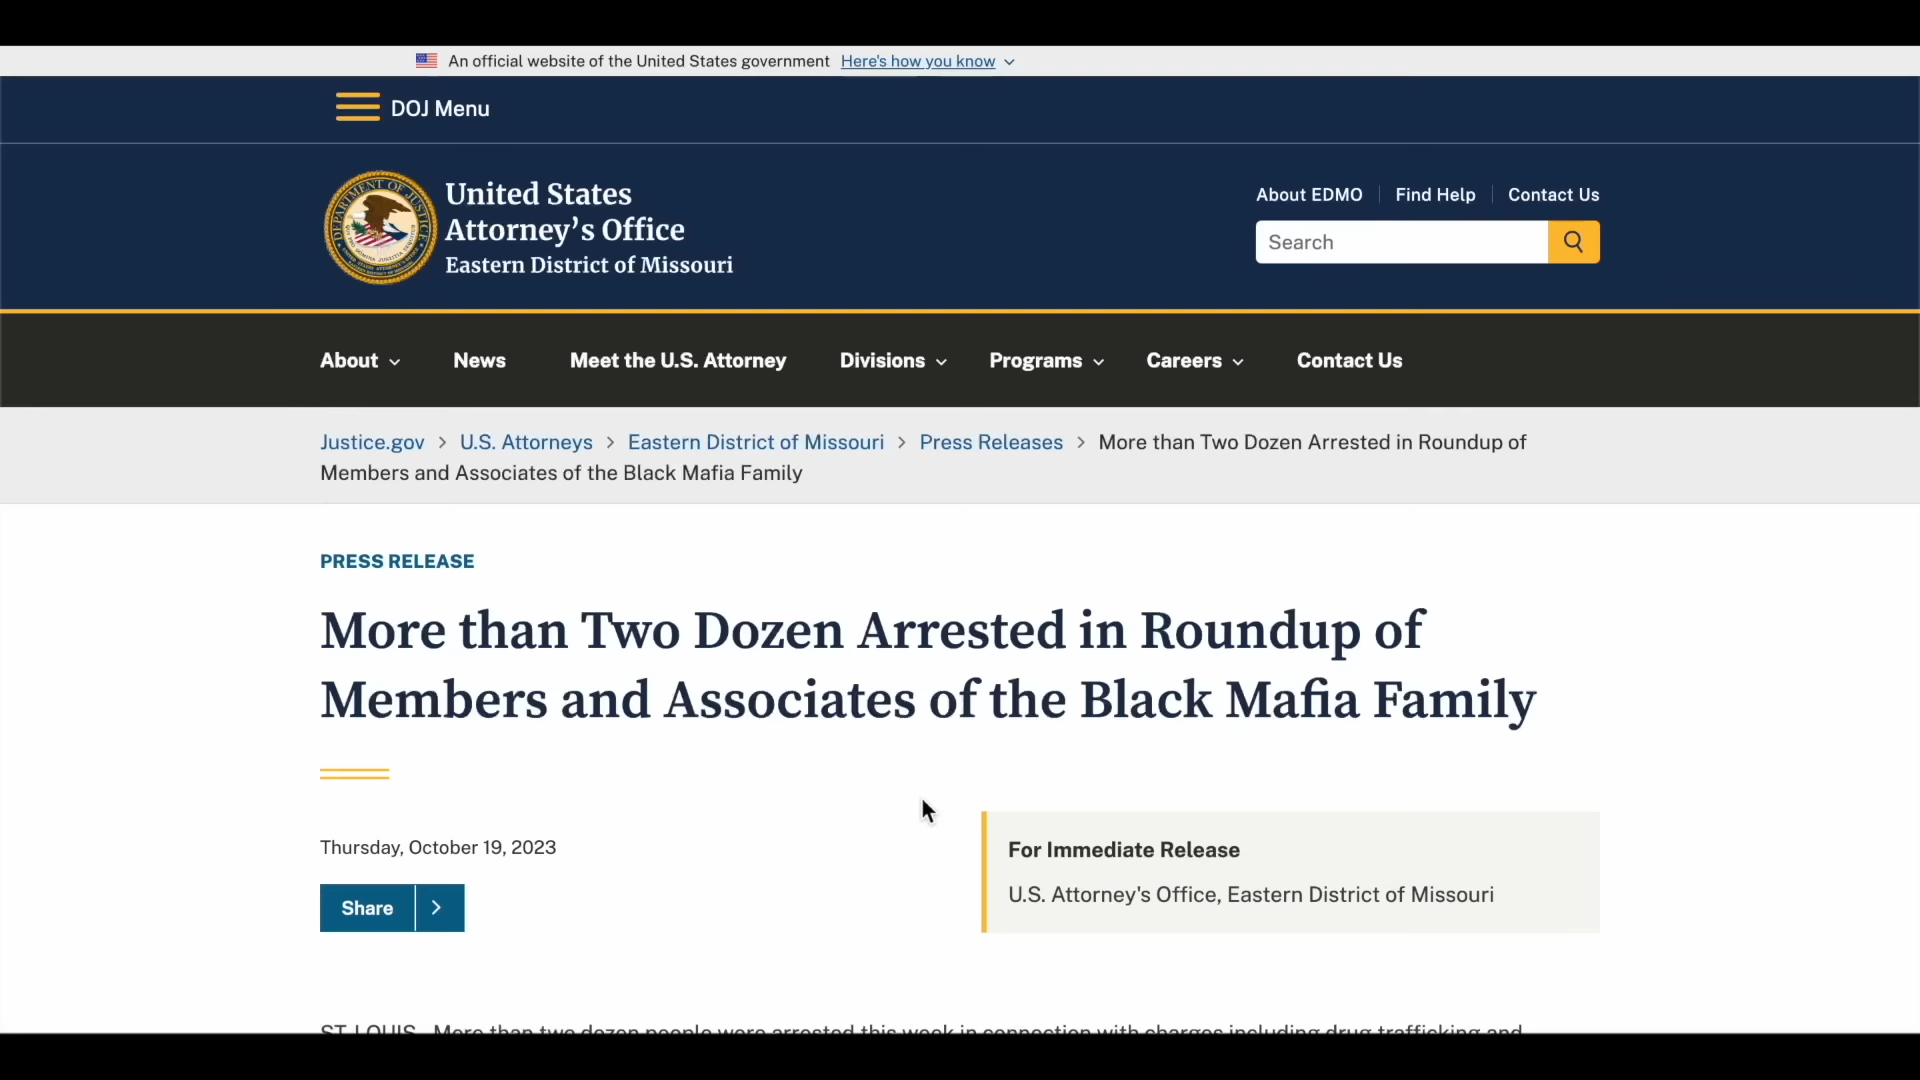 An official website of the United States government Here's how you know
DOJ Menu
United States
Attorney’s Office
Eastern District of Missouri
About EDMO
Find Help
Contact Us
Search
About
News
Meet the U.S. Attorney
Divisions
Programs
Careers
Contact Us
Justice.gov > U.S. Attorneys > Eastern District of Missouri > Press Releases > More than Two Dozen Arrested in Roundup of
Members and Associates of the Black Mafia Family
PRESS RELEASE
More than Two Dozen Arrested in Roundup of
Members and Associates of the Black Mafia Family
Thursday, October 19, 2023
Share
For Immediate Release
U.S. Attorney's Office, Eastern District of Missouri
ST. LOUIS – More than two dozen people were arrested this week in connection with charges including drug trafficking and